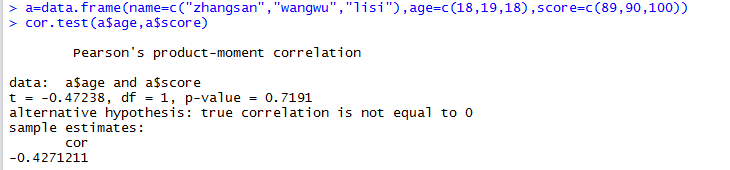 > a=data.frame(name=c("zhangsan","wangwu","lisi"),age=c(18,19,18),score=c(89,90,100))
> cor.test(a$age,a$score)
Pearson's product-moment correlation
data:  a$age and a$score
t = -0.47238, df = 1, p-value = 0.7191
alternative hypothesis: true correlation is not equal to 0
sample estimates:
cor
-0.4271211